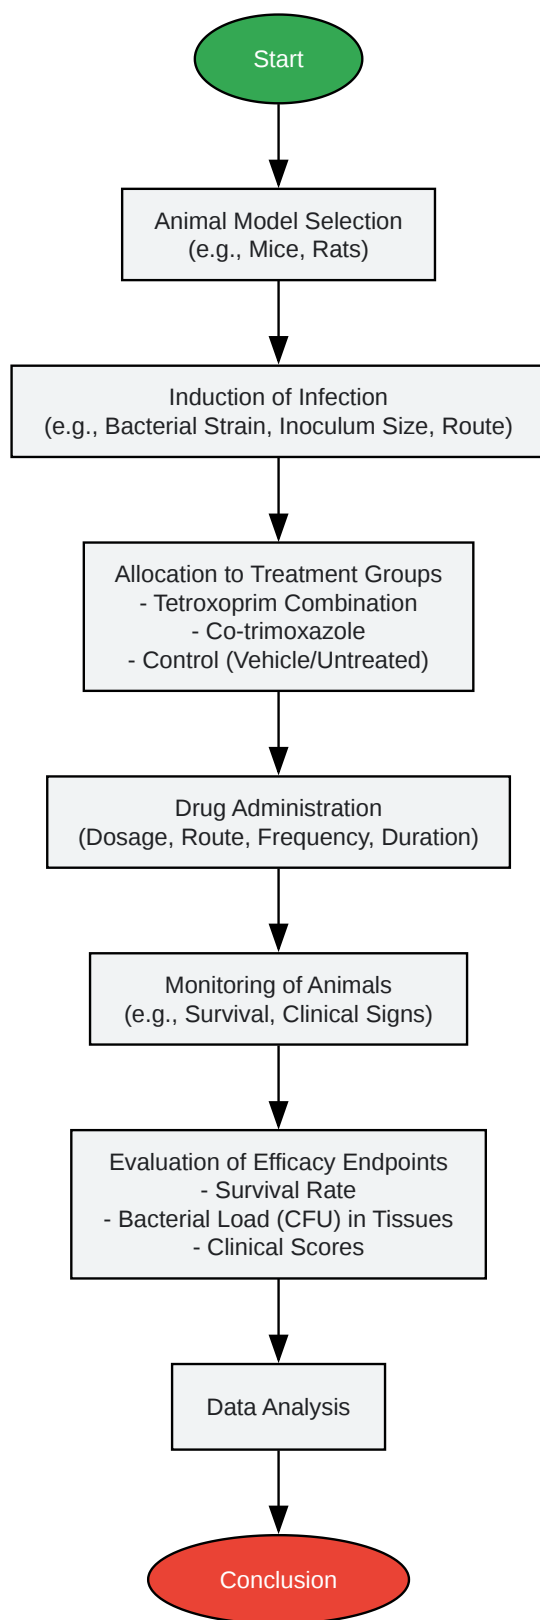 Start
Animal Model Selection
(e.g., Mice, Rats)
Induction of Infection
(e.g., Bacterial Strain, Inoculum Size, Route)
Allocation to Treatment Groups
- Tetroxoprim Combination
- Co-trimoxazole
- Control (Vehicle/Untreated)
Drug Administration
(Dosage, Route, Frequency, Duration)
Monitoring of Animals
(e.g., Survival, Clinical Signs)
Evaluation of Efficacy Endpoints
- Survival Rate
- Bacterial Load (CFU) in Tissues
- Clinical Scores
Data Analysis
Conclusion